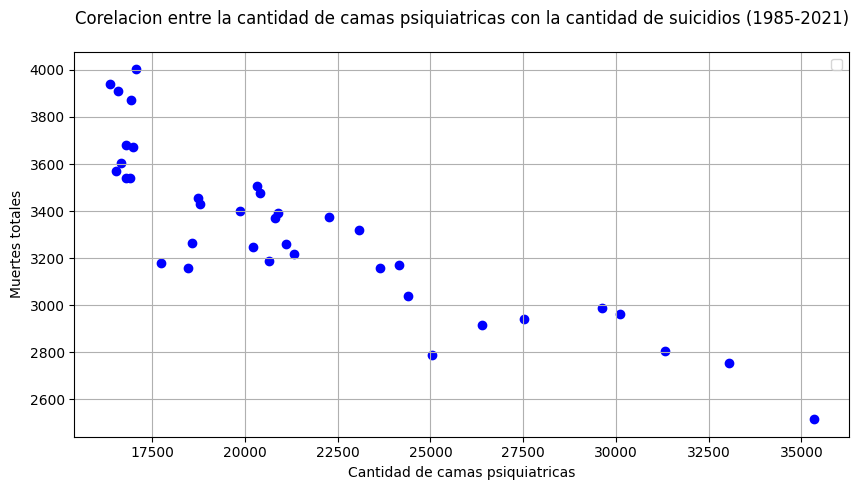 Corelacion entre la cantidad de camas psiquiatricas con la cantidad de suicidios (1985-2021)
4000
3800
3600
3400
3200
3000
2800
2600
Muertes totales
17500 20000 22500 25000 27500 30000 32500 35000
Cantidad de camas psiquiatricas